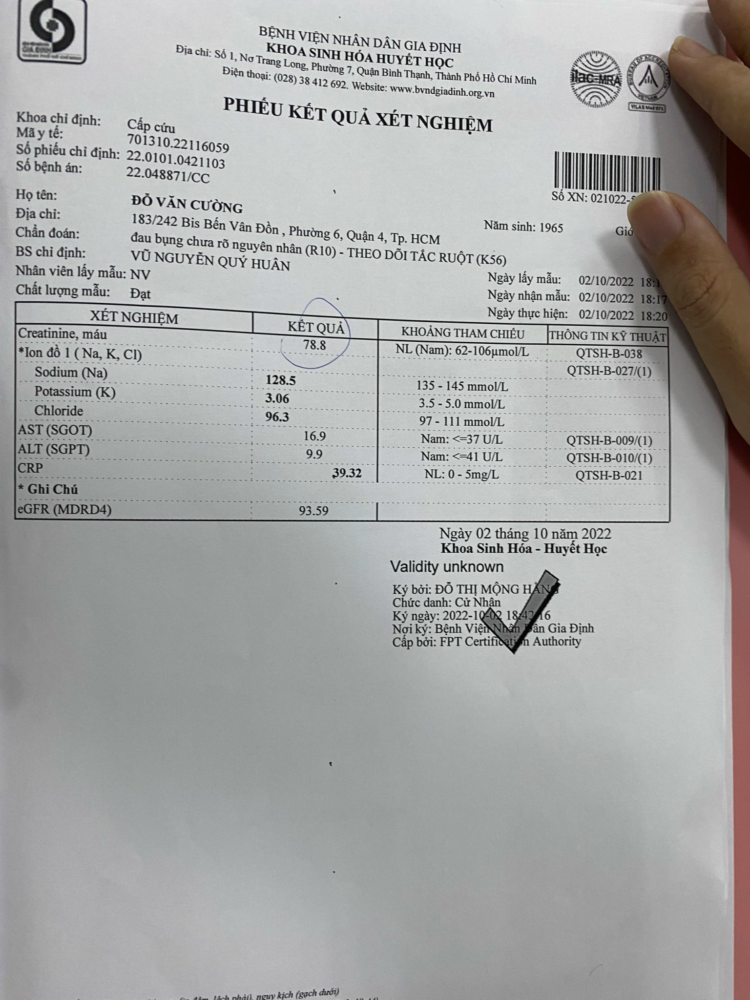 GIA ĐỊNH
BỆNH VIỆN NHÂN DÂN GIA ĐỊNH
KHOA SINH HÓA HUYẾT HỌC
Địa chỉ: Số 1, Nơ Trang Long, Phường 7, Quận Bình Thạnh, Thành Phố Hồ Chí Minh
Điện thoại: (028) 38 412 692. Website: www.bvndgiadinh.org.vn
ilac-MRA
BUREAU OF ACCREDITATION
VIETNAM
VILAS Med 071
PHIẾU KẾT QUẢ XÉT NGHIỆM
Khoa chỉ định: Cấp cứu
Mã y tế: 701310.22116059
Số phiếu chỉ định: 22.0101.0421103
Số bệnh án: 22.048871/CC
Số XN: 021022-
Họ tên: ĐỖ VĂN CƯỜNG
Năm sinh: 1965
Địa chỉ: 183/242 Bis Bến Vân Đồn , Phường 6, Quận 4, Tp. HCM
Chẩn đoán: đau bụng chưa rõ nguyên nhân (R10) - THEO DÕI TẮC RUỘT (K56)
BS chỉ định: VŨ NGUYỄN QUÝ HUÂN
Nhân viên lấy mẫu: NV
Chất lượng mẫu: Đạt
Ngày lấy mẫu: 02/10/2022
Ngày nhận mẫu: 02/10/2022 18:17
Ngày thực hiện: 02/10/2022 18:20
XÉT NGHIỆM KẾT QUẢ KHOẢNG THAM CHIẾU THÔNG TIN KỸ THUẬT
Creatinine, máu 78.8 NL (Nam): 62-106µmol/L QTSH-B-038
*Ion đồ 1 ( Na, K, Cl) QTSH-B-027/(1)
Sodium (Na) 128.5 135 - 145 mmol/L
Potassium (K) 3.06 3.5 - 5.0 mmol/L
Chloride 96.3 97 - 111 mmol/L
AST (SGOT) 16.9 Nam: <=37 U/L QTSH-B-009/(1)
ALT (SGPT) 9.9 Nam: <=41 U/L QTSH-B-010/(1)
CRP 39.32 NL: 0 - 5mg/L QTSH-B-021
* Ghi Chú
eGFR (MDRD4) 93.59
Ngày 02 tháng 10 năm 2022
Khoa Sinh Hóa - Huyết Học
Validity unknown
Ký bởi: ĐỖ THỊ MỘNG HẰNG
Chức danh: Cử Nhân
Ký ngày: 2022-10-02 18:42:16
Nơi ký: Bệnh Viện Nhân Dân Gia Định
Cấp bởi: FPT Certification Authority
lệch phải), nguy kịch (gạch dưới)